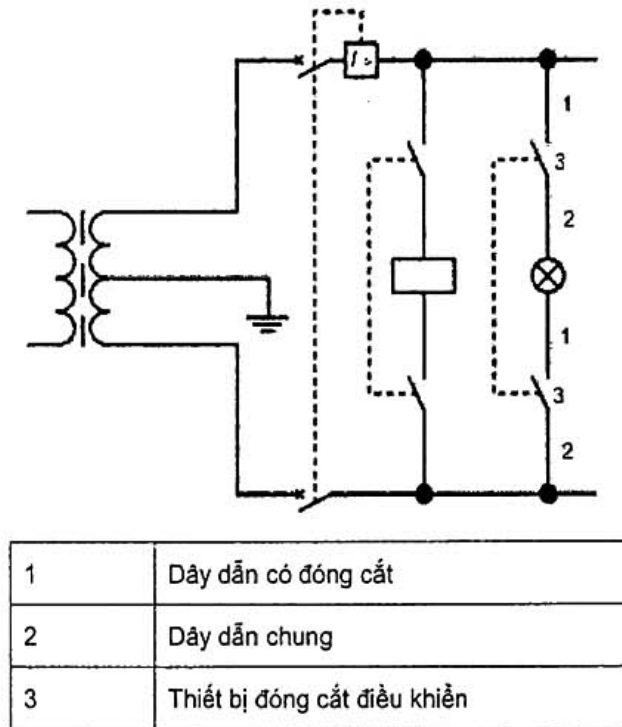 I >
1
3
2
1
3
2
1 Dây dẫn có đóng cắt
2 Dây dẫn chung
3 Thiết bị đóng cắt điều khiển